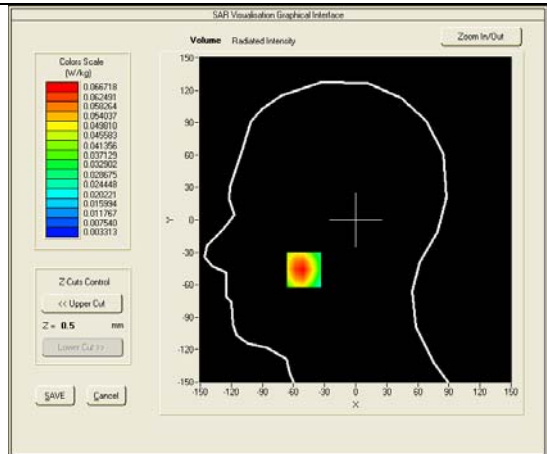 SAR Visualisation Graphical Interface
Volume Radiated Intensity
Zoom In/Out
Colors Scale
(W/kg)
0.066718
0.062491
0.058264
0.054037
0.049810
0.045583
0.041356
0.037129
0.032902
0.028675
0.024448
0.020221
0.015994
0.011767
0.007540
0.003313
Z Cuts Control
<< Upper Cut
Z = 0.5 mm
Lower Cut >>
SAVE Cancel
150
120
90
60
30
0
-30
-60
-90
-120
-150
Y
-150 -120 -90 -60 -30 0 30 60 90 120 150
X